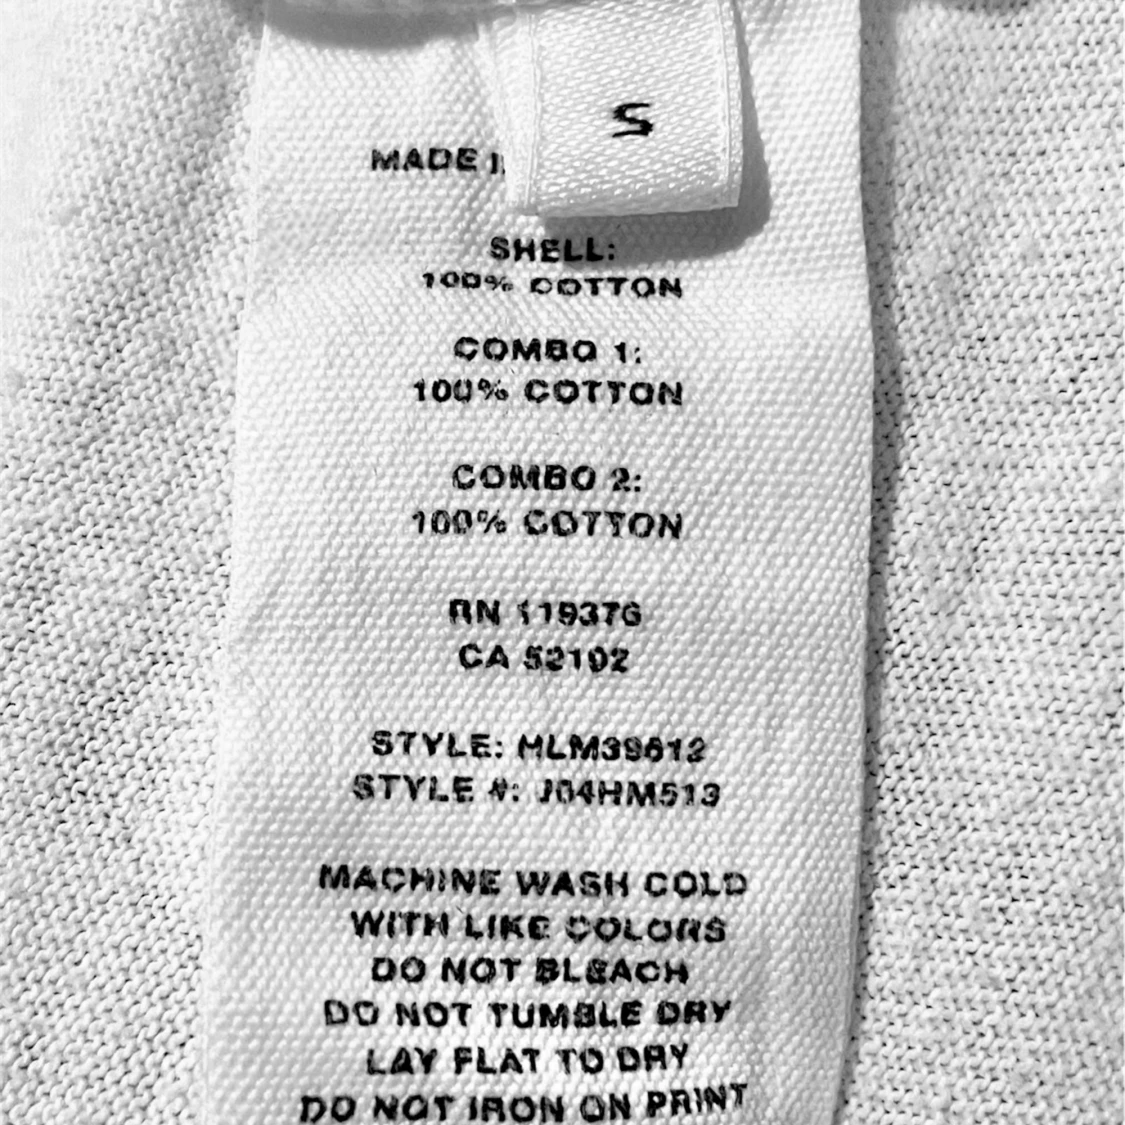 S
MADE
SHELL:
100% COTTON
COMBO 1:
100% COTTON
COMBO 2:
100% COTTON
RN 119376
CA 52102
STYLE: HLM39612
STYLE #: J04HM513
MACHINE WASH COLD
WITH LIKE COLORS
DO NOT BLEACH
DO NOT TUMBLE DRY
LAY FLAT TO DRY
DO NOT IRON ON PRINT